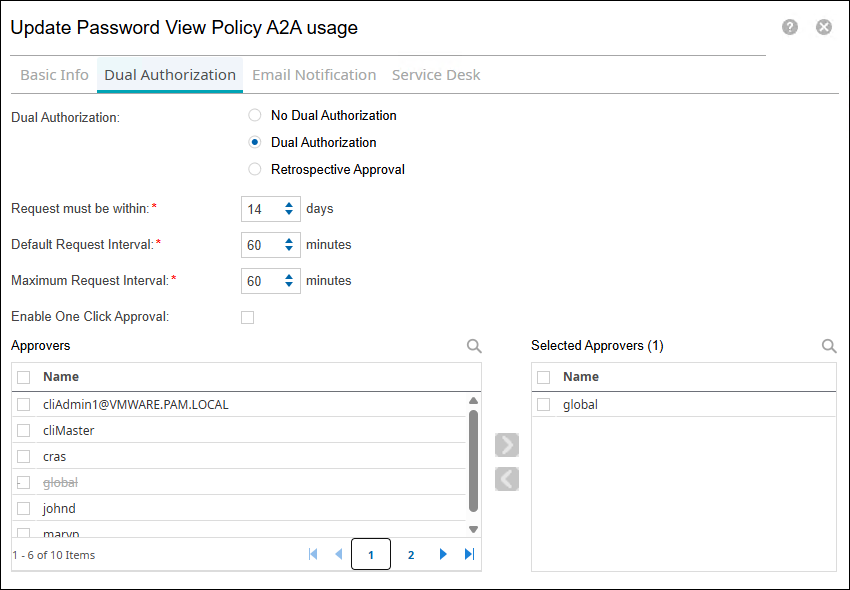 Update Password View Policy A2A usage
Basic Info Dual Authorization Email Notification Service Desk
Dual Authorization:
No Dual Authorization
Dual Authorization
Retrospective Approval
Request must be within:* 14 days
Default Request Interval:* 60 minutes
Maximum Request Interval:* 60 minutes
Enable One Click Approval:
Approvers
Name
cliAdmin1@VMWARE.PAM.LOCAL
cliMaster
cras
global
johnd
maryp
1 - 6 of 10 Items 1 2
Selected Approvers (1)
Name
global